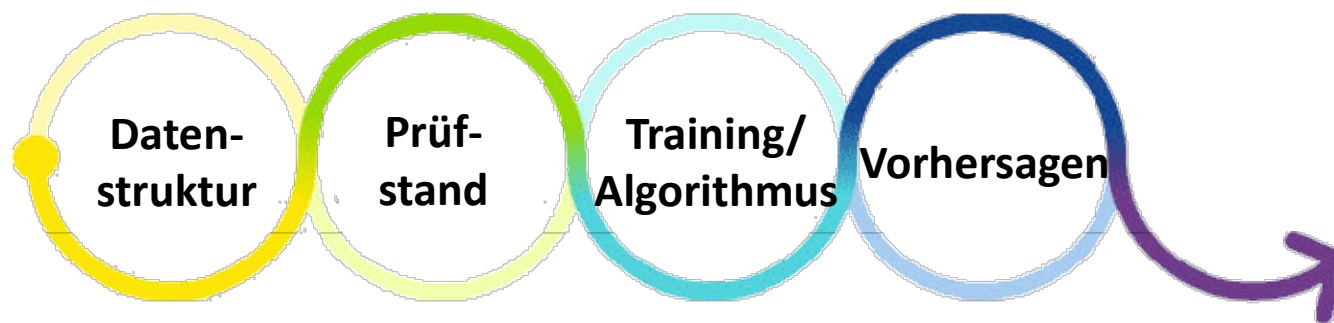 Daten-
struktur
Prüf-
stand
Training/
Algorithmus
Vorhersagen